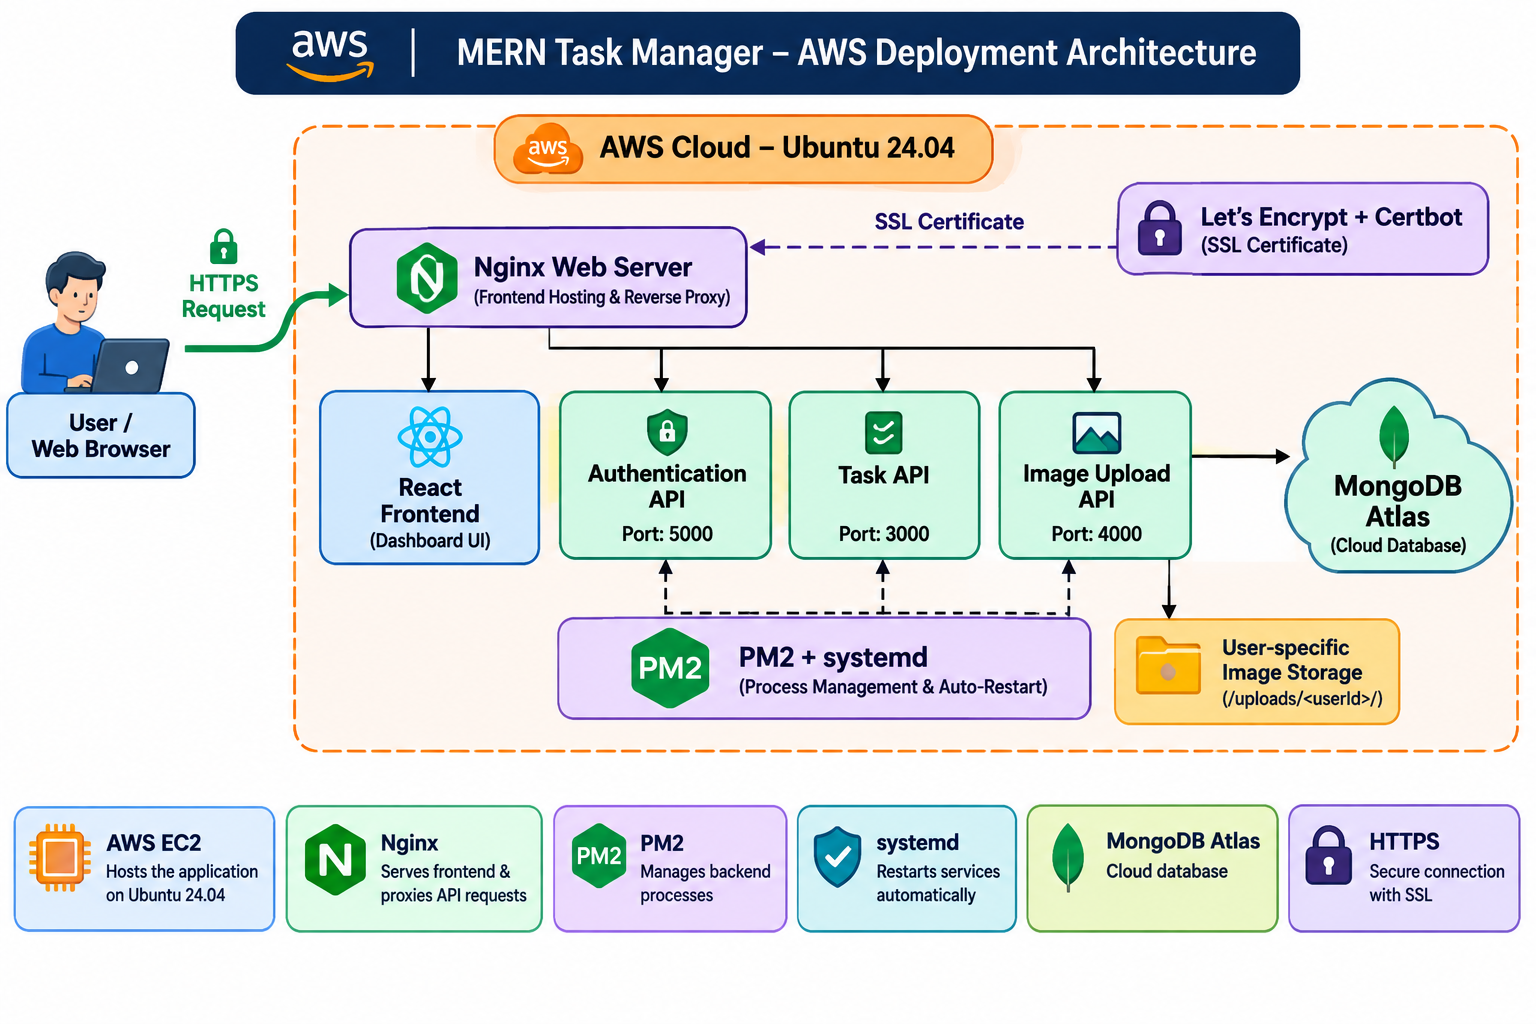 aws
MERN Task Manager – AWS Deployment Architecture
aws
AWS Cloud – Ubuntu 24.04
SSL Certificate
Let's Encrypt + Certbot
(SSL Certificate)
HTTPS
Request
Nginx Web Server
(Frontend Hosting & Reverse Proxy)
User /
Web Browser
React
Frontend
(Dashboard UI)
Authentication
API
Port: 5000
Task API
Port: 3000
Image Upload
API
Port: 4000
MongoDB
Atlas
(Cloud Database)
PM2
PM2 + systemd
(Process Management & Auto-Restart)
User-specific
Image Storage
(/uploads/<userId>/)
AWS EC2
Hosts the application
on Ubuntu 24.04
N
Nginx
Serves frontend &
proxies API requests
PM2
PM2
Manages backend
processes
systemd
Restarts services
automatically
MongoDB Atlas
Cloud database
HTTPS
Secure connection
with SSL